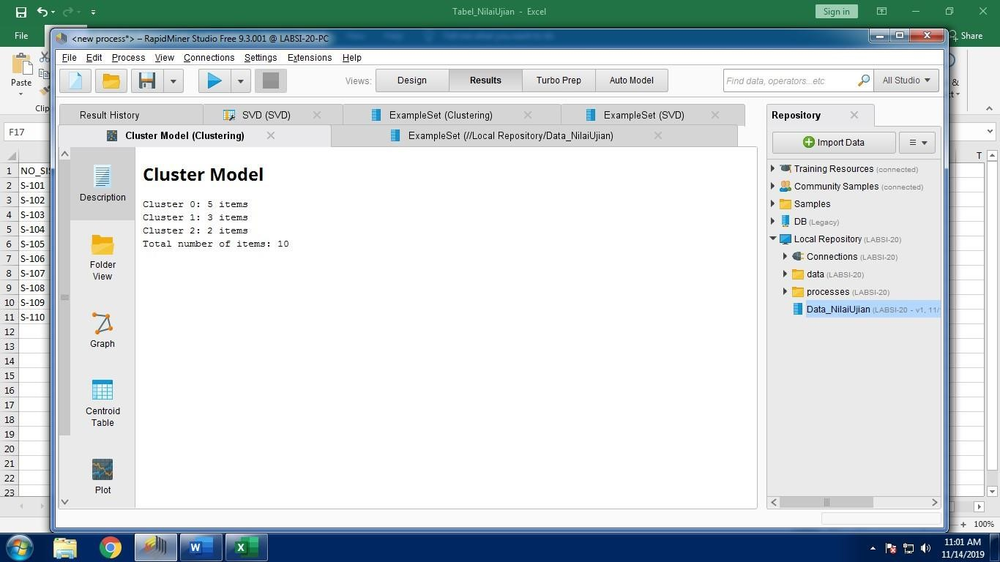 Tabel_NilaiUjian - Excel
Sign in
File
Share
Paste
Clip
F17
<new process*> – RapidMiner Studio Free 9.3.001 @ LABSI-20-PC
File Edit Process View Connections Settings Extensions Help
Views: Design Results Turbo Prep Auto Model
Find data, operators...etc
All Studio
Result History
SVD (SVD)
ExampleSet (Clustering)
ExampleSet (SVD)
Cluster Model (Clustering)
ExampleSet (//Local Repository/Data_NilaiUjian)
Description
Folder
View
Graph
Centroid
Table
Plot
Cluster Model
Cluster 0: 5 items
Cluster 1: 3 items
Cluster 2: 2 items
Total number of items: 10
Repository
Import Data
Training Resources (connected)
Community Samples (connected)
Samples
DB (Legacy)
Local Repository (LABSI-20)
Connections (LABSI-20)
data (LABSI-20)
processes (LABSI-20)
Data_NilaiUjian (LABSI-20 - v1, 11/
T
1 NO_SIS
2 S-101
3 S-102
4 S-103
5 S-104
6 S-105
7 S-106
8 S-107
9 S-108
10 S-109
11 S-110
12
13
14
15
16
17
18
19
20
21
22
23
100%
11:01 AM
11/14/2019